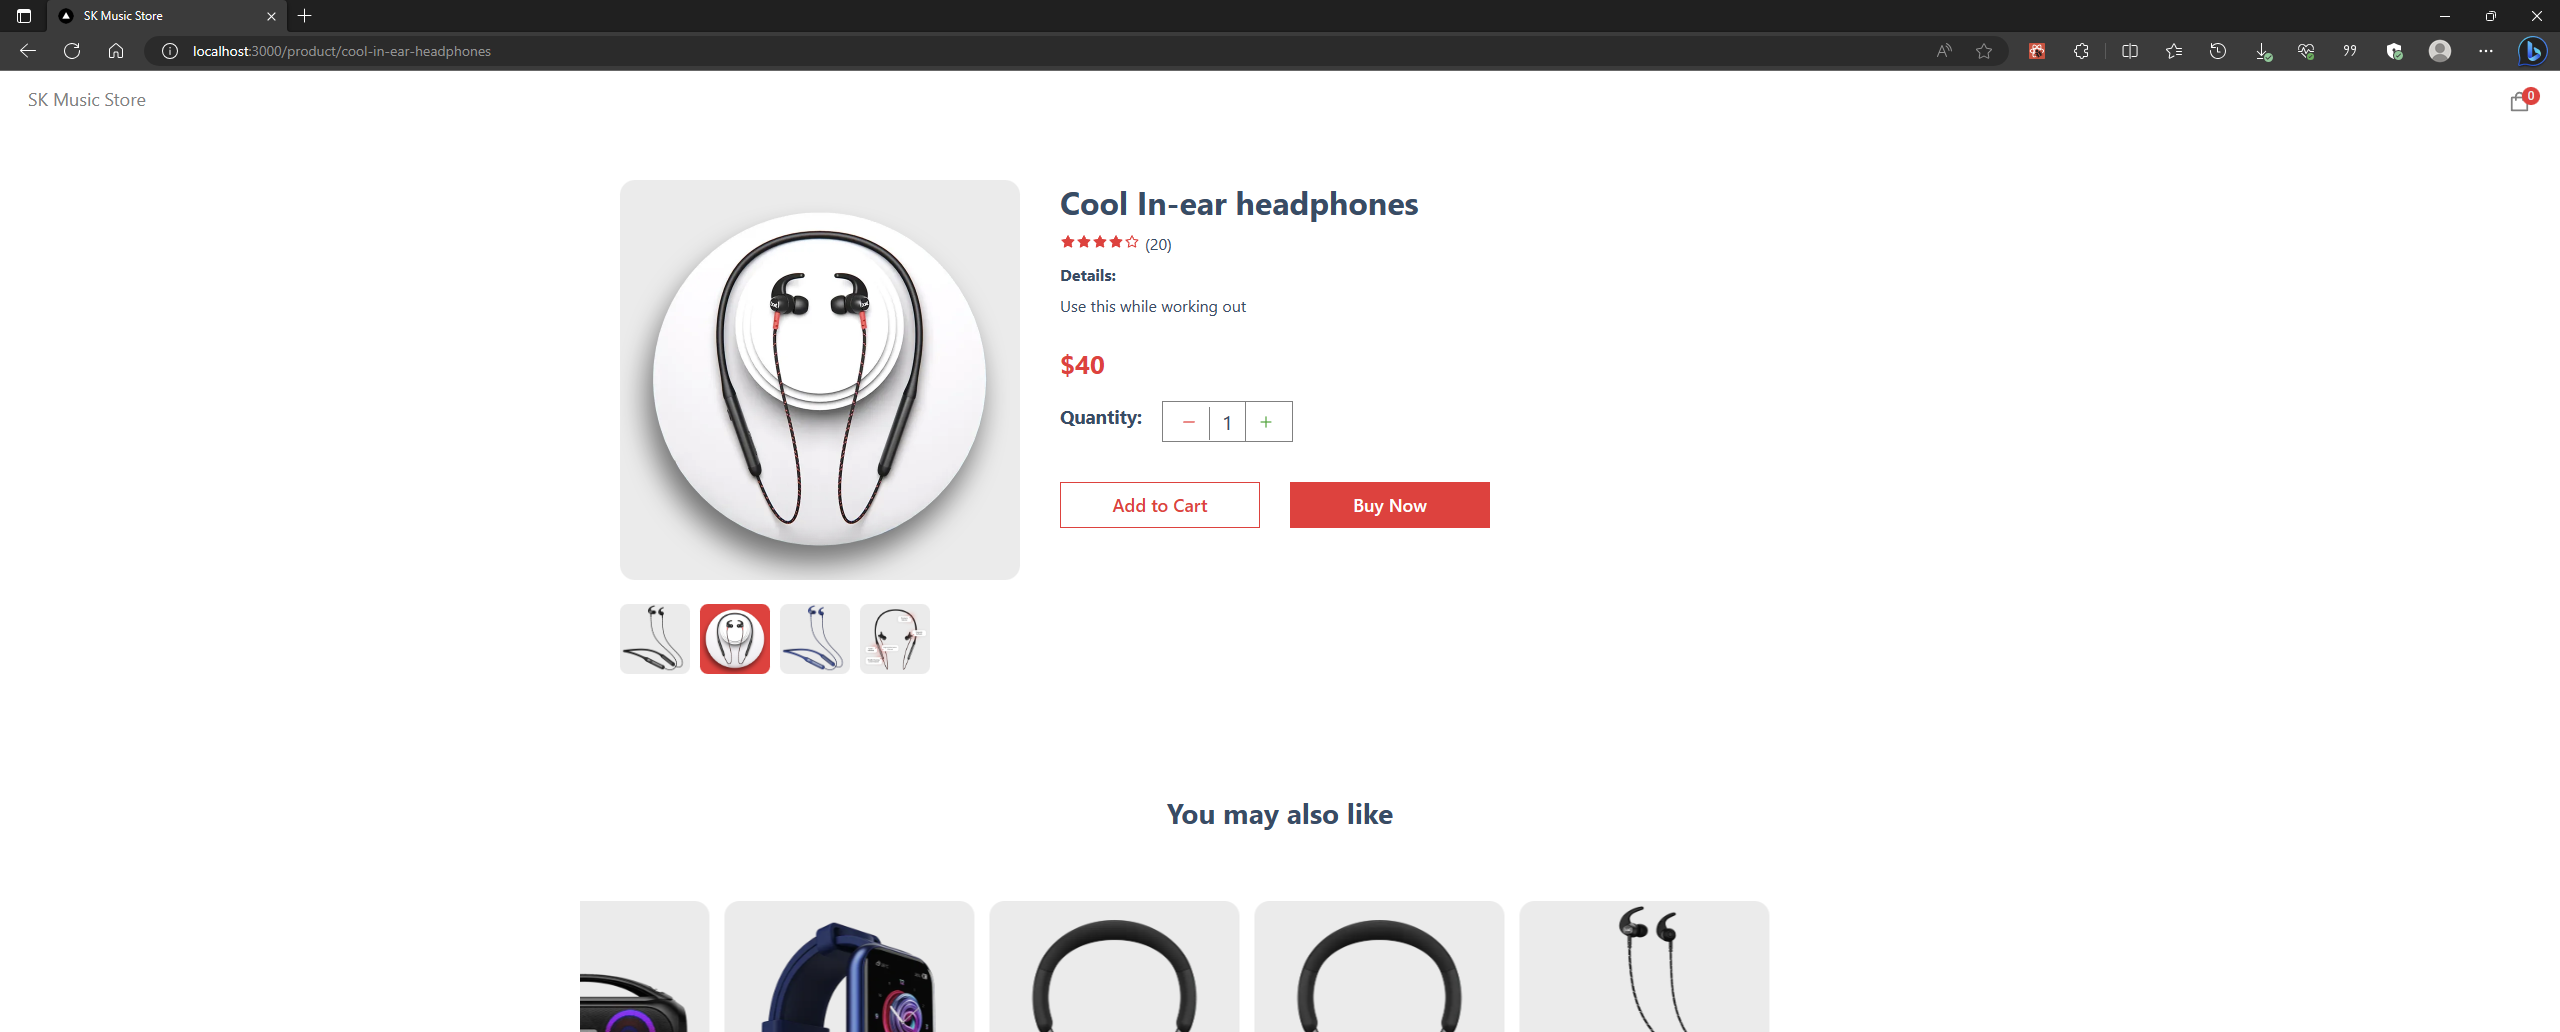 SK Music Store
localhost:3000/product/cool-in-ear-headphones
SK Music Store
0
Cool In-ear headphones
(20)
Details:
Use this while working out
$40
Quantity:
1
Add to Cart
Buy Now
You may also like